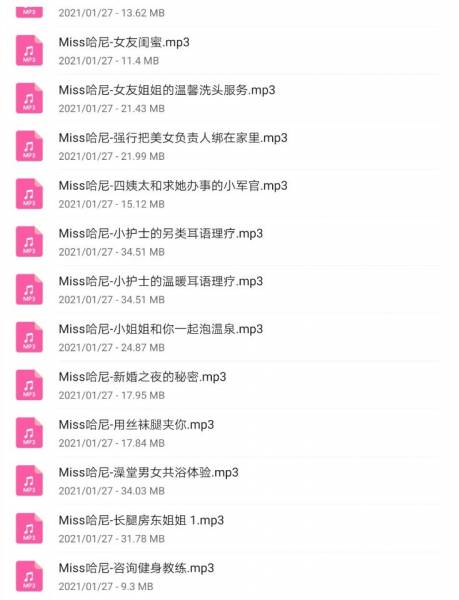 2021/01/27 - 13.62 MB
MP3
Miss哈尼-女友闺蜜.mp3
2021/01/27 - 11.4 MB
MP3
Miss哈尼-女友姐姐的温馨洗头服务.mp3
2021/01/27 - 21.43 MB
MP3
Miss哈尼-强行把美女负责人绑在家里.mp3
2021/01/27 - 21.99 MB
MP3
Miss哈尼-四姨太和求她办事的小军官.mp3
2021/01/27 - 15.12 MB
MP3
Miss哈尼-小护士的另类耳语理疗.mp3
2021/01/27 - 34.51 MB
MP3
Miss哈尼-小护士的温暖耳语理疗.mp3
2021/01/27 - 34.51 MB
MP3
Miss哈尼-小姐姐和你一起泡温泉.mp3
2021/01/27 - 24.87 MB
MP3
Miss哈尼-新婚之夜的秘密.mp3
2021/01/27 - 17.95 MB
MP3
Miss哈尼-用丝袜腿夹你.mp3
2021/01/27 - 17.84 MB
MP3
Miss哈尼-澡堂男女共浴体验.mp3
2021/01/27 - 34.03 MB
MP3
Miss哈尼-长腿房东姐姐 1.mp3
2021/01/27 - 31.78 MB
MP3
Miss哈尼-咨询健身教练.mp3
2021/01/27 - 9.3 MB
MP3